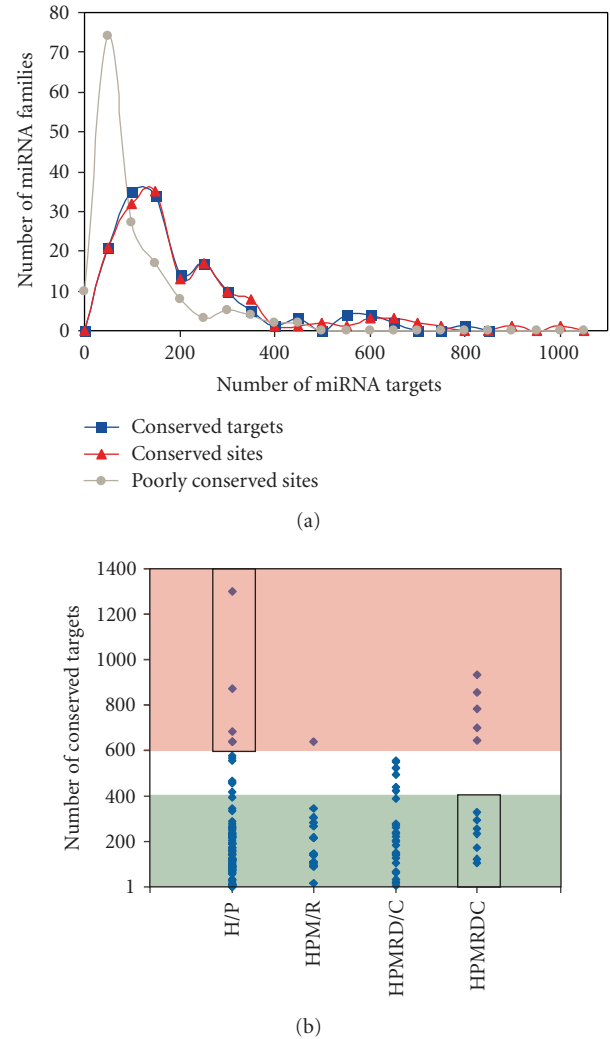 80
70
60
50
40
30
20
10
0
Number of miRNA families
0 200 400 600 800 1000
Number of miRNA targets
Conserved targets
Conserved sites
Poorly conserved sites
(a)
1400
1200
1000
800
600
400
200
1
Number of conserved targets
H/P
HPM/R
HPMRD/C
HPMRDC
(b)